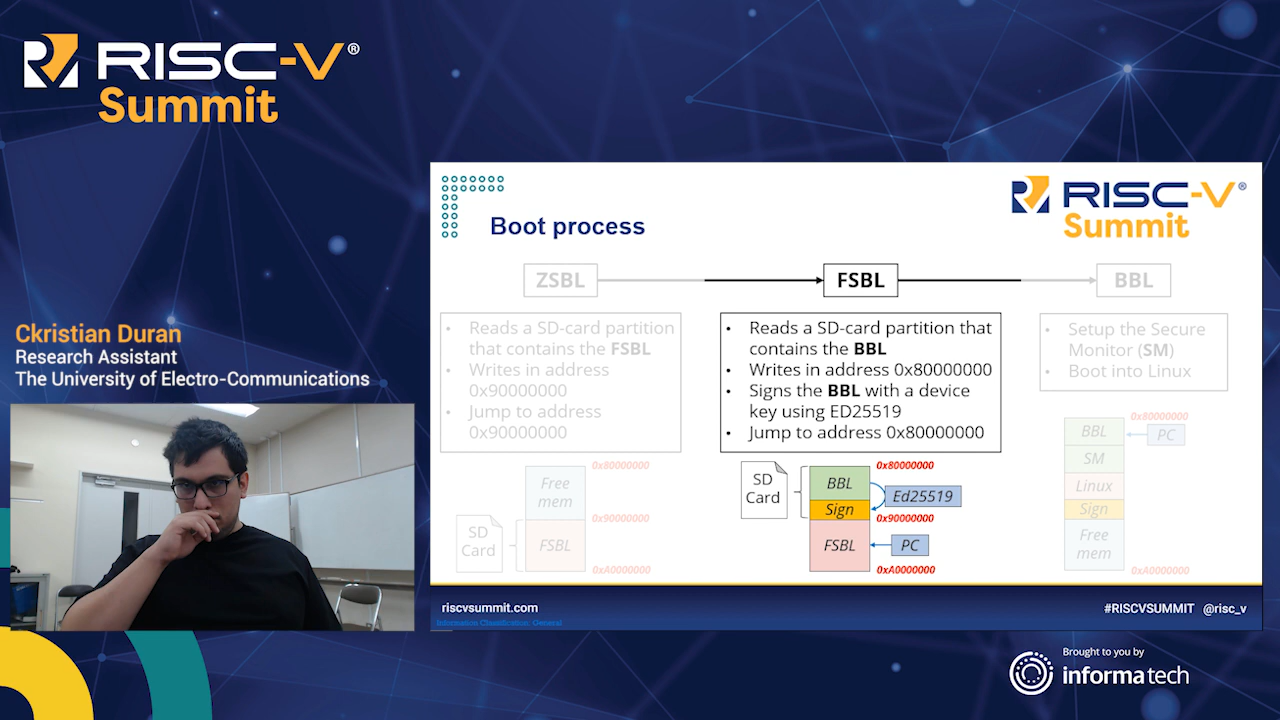 RISC-V®
Summit
Ckristian Duran
Research Assistant
The University of Electro-Communications
RISC-V®
Summit
Boot process
ZSBL
FSBL
BBL
• Reads a SD-card partition
that contains the FSBL
• Writes in address
0x90000000
• Jump to address
0x90000000
• Reads a SD-card partition that
contains the BBL
• Writes in address 0x80000000
• Signs the BBL with a device
key using ED25519
• Jump to address 0x80000000
• Setup the Secure
Monitor (SM)
• Boot into Linux
SD
Card
Free
mem
FSBL
0x80000000
0x90000000
0xA0000000
SD
Card
BBL
Sign
FSBL
0x80000000
Ed25519
0x90000000
PC
0xA0000000
BBL
SM
Linux
Sign
Free
mem
0x80000000
PC
0xA0000000
riscvsummit.com
#RISCVSUMMIT @risc_v
Information Classification: General
Brought to you by
informa tech